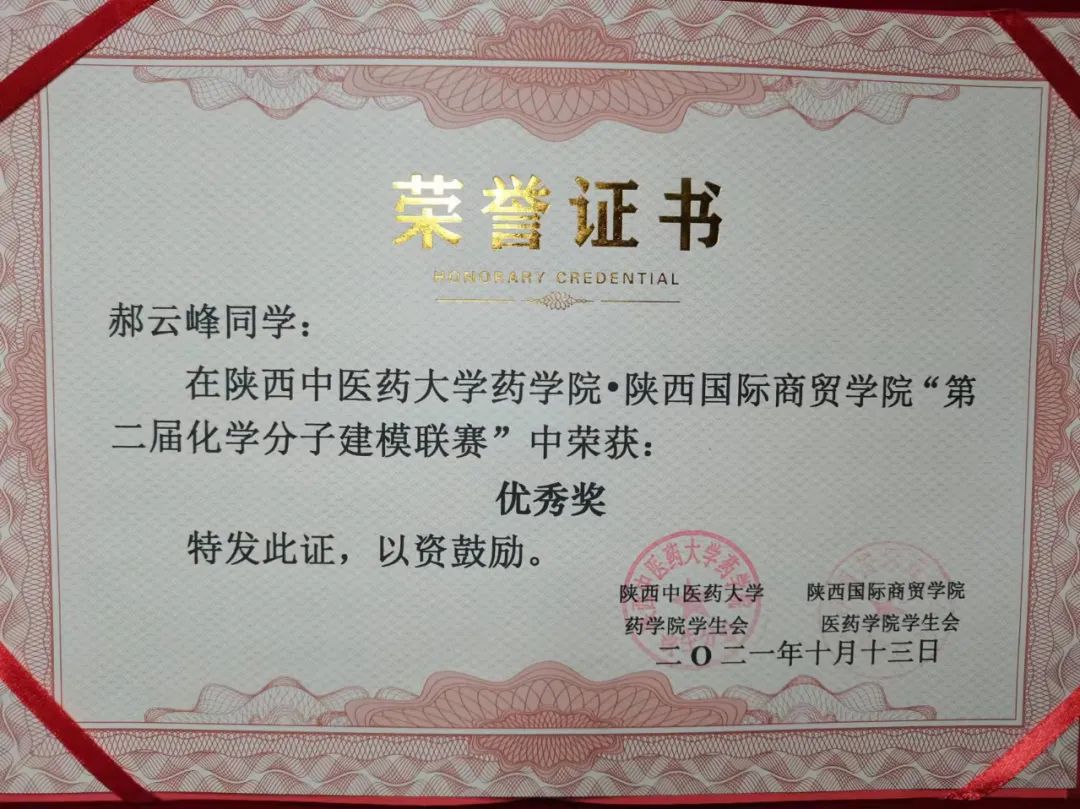 荣誉证书
HONORARY CREDENTIAL
郝云峰同学：
在陕西中医药大学药学院•陕西国际商贸学院“第
二届化学分子建模联赛”中荣获：
优秀奖
特发此证，以资鼓励。
陕西中医药大学 陕西国际商贸学院
药学院学生会 医药学院学生会
二O二一年十月十三日